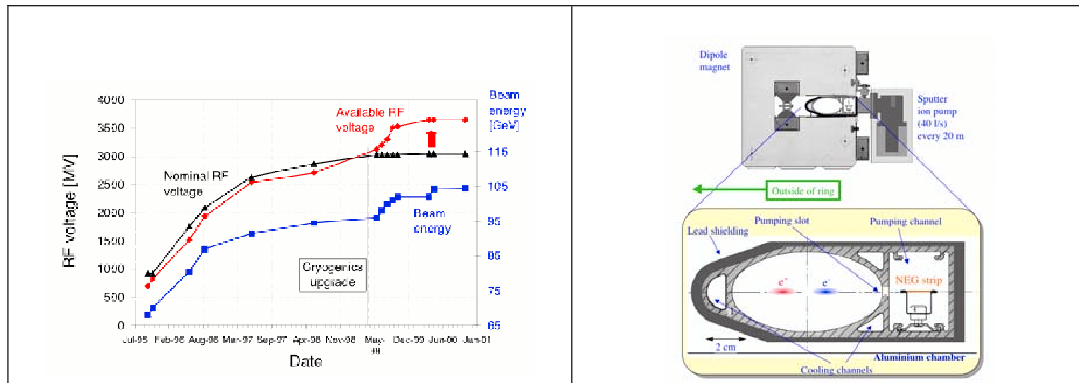 Beam
energy
[GeV]
4000
3500
3000
2500
2000
1500
1000
500
0
RF voltage [MV]
Available RF
voltage
Nominal RF
voltage
Beam
energy
Cryogenics
upgrade
115
105
95
85
75
65
Jul-95 Feb-96 Aug-96 Mar-97 Sep-97 Apr-98 Nov-98 May- Dec-99 Jun-00 Jan-01
Date
Dipole
magnet
Sputter
ion pump
(40 l/s)
every 20 m
Outside of ring
Pumping slot
Pumping channel
Lead shielding
NEG strip
e⁺ e⁻
2 cm
Aluminium chamber
Cooling channels